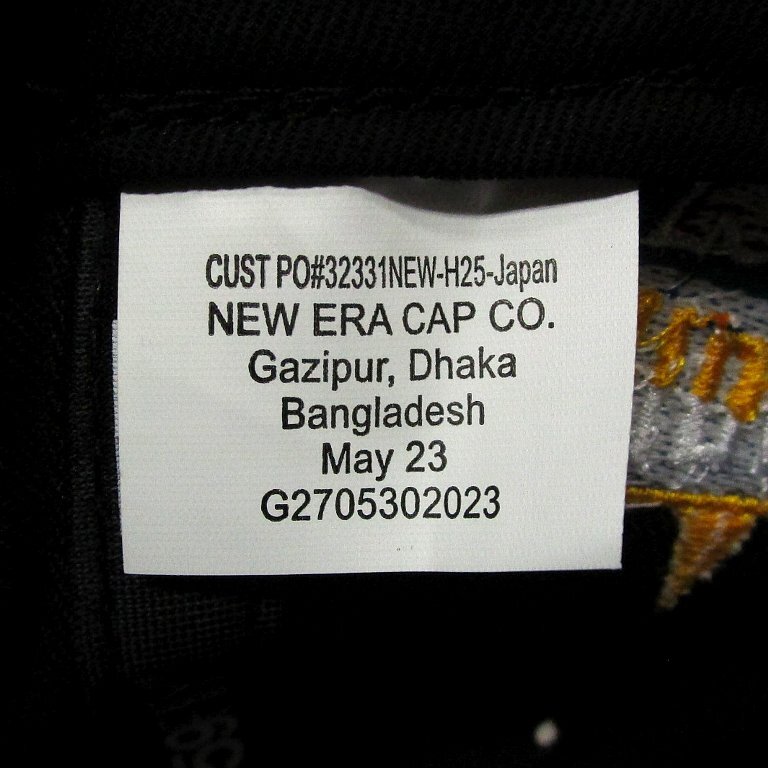 CUST PO#32331NEW-H25-Japan
NEW ERA CAP CO.
Gazipur, Dhaka
Bangladesh
May 23
G2705302023